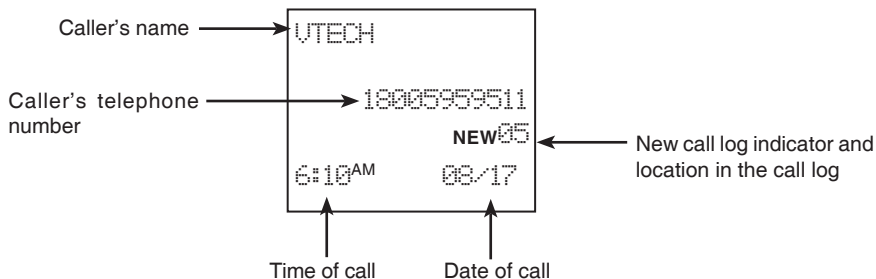 Caller's name
VTECH
Caller's telephone
number
18005959511
NEW05
New call log indicator and
location in the call log
6:10AM 08/17
Time of call Date of call